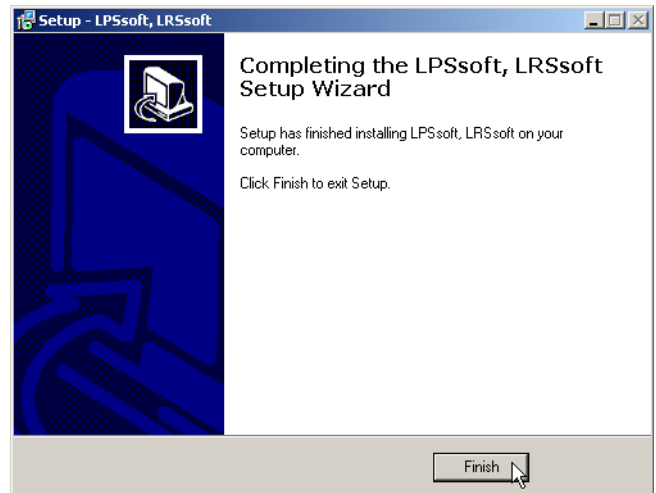 Setup - LPSsoft, LRSsoft
Completing the LPSsoft, LRSsoft
Setup Wizard
Setup has finished installing LPSsoft, LRSsoft on your
computer.
Click Finish to exit Setup.
Finish